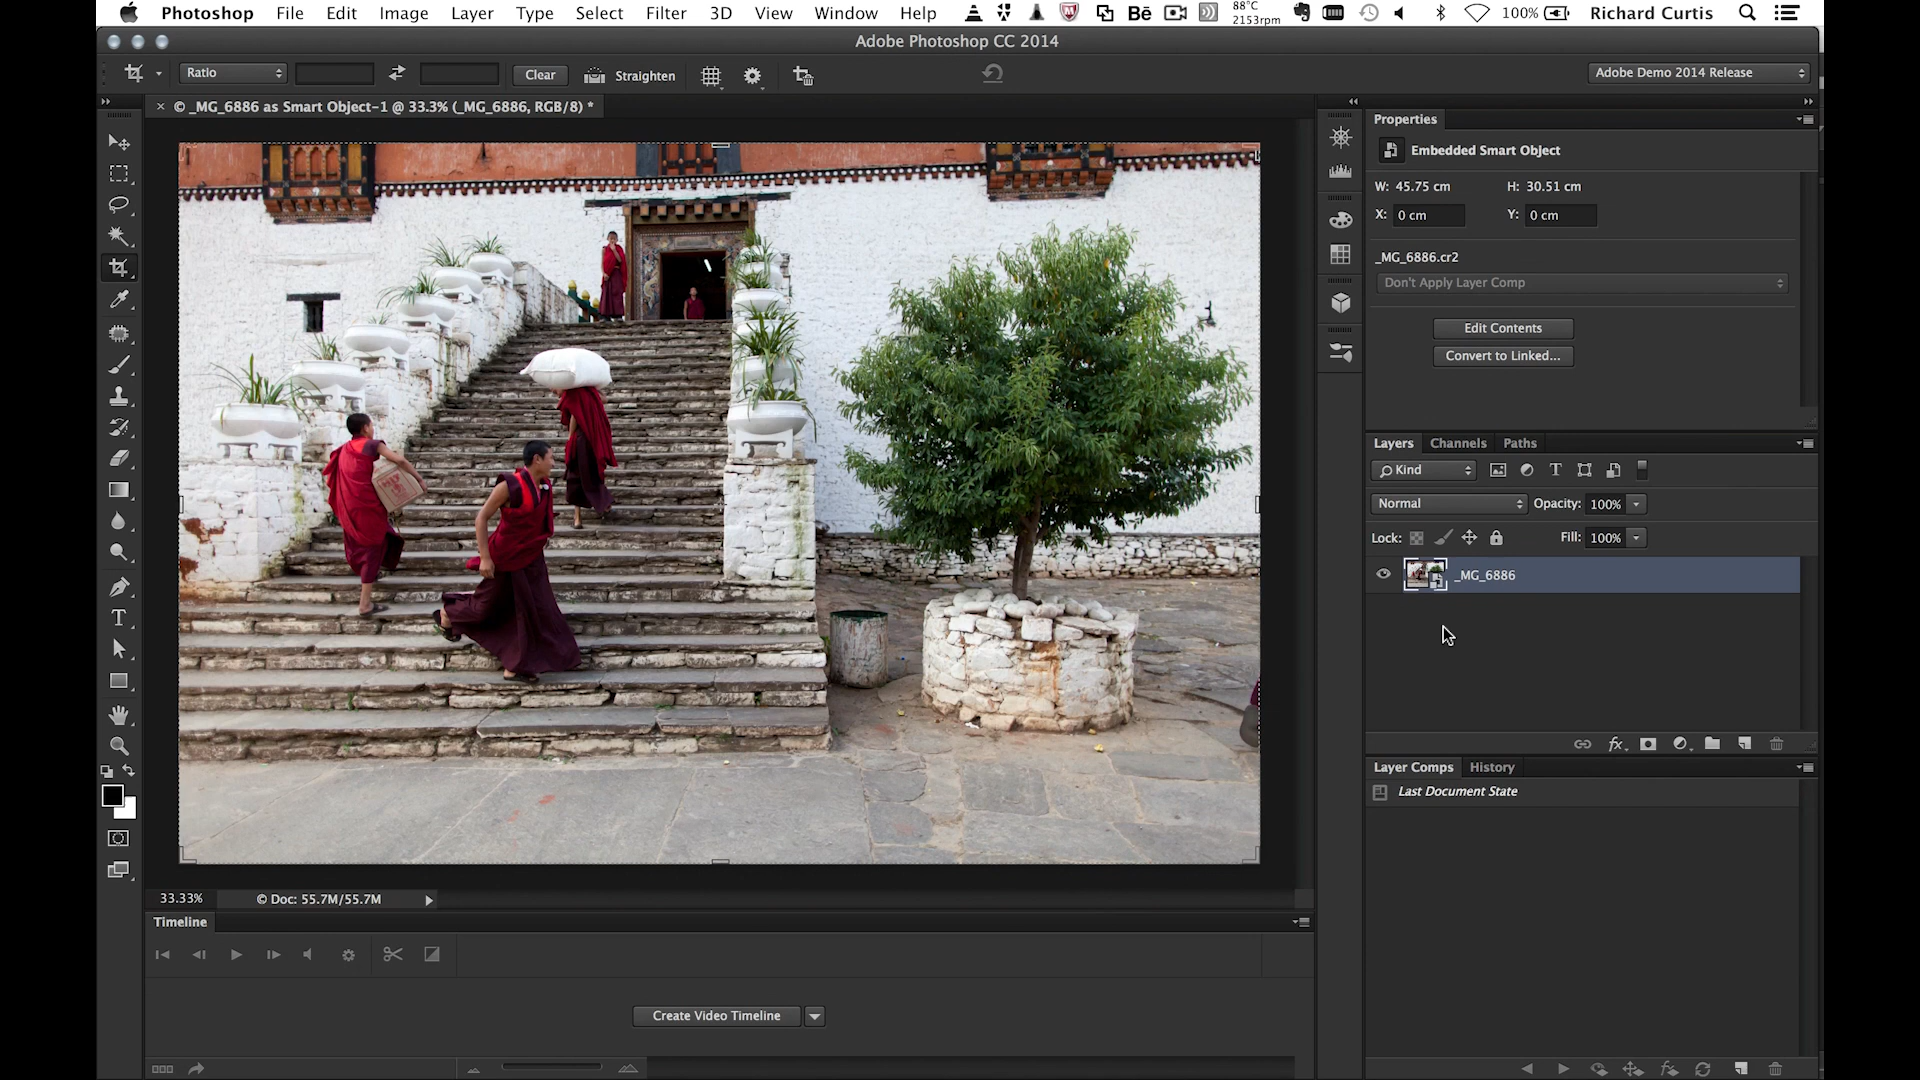 Photoshop File Edit Image Layer Type Select Filter 3D View Window Help Bē 88°C 2153rpm 100% Richard Curtis
Adobe Photoshop CC 2014
Ratio Clear Straighten Adobe Demo 2014 Release
© _MG_6886 as Smart Object-1 @ 33.3% (_MG_6886, RGB/8) *
Properties
Embedded Smart Object
W: 45.75 cm H: 30.51 cm
X: 0 cm Y: 0 cm
_MG_6886.cr2
Don't Apply Layer Comp
Edit Contents
Convert to Linked...
Layers Channels Paths
Kind
Normal Opacity: 100%
Lock: Fill: 100%
_MG_6886
Layer Comps History
Last Document State
33.33% © Doc: 55.7M/55.7M
Timeline
Create Video Timeline